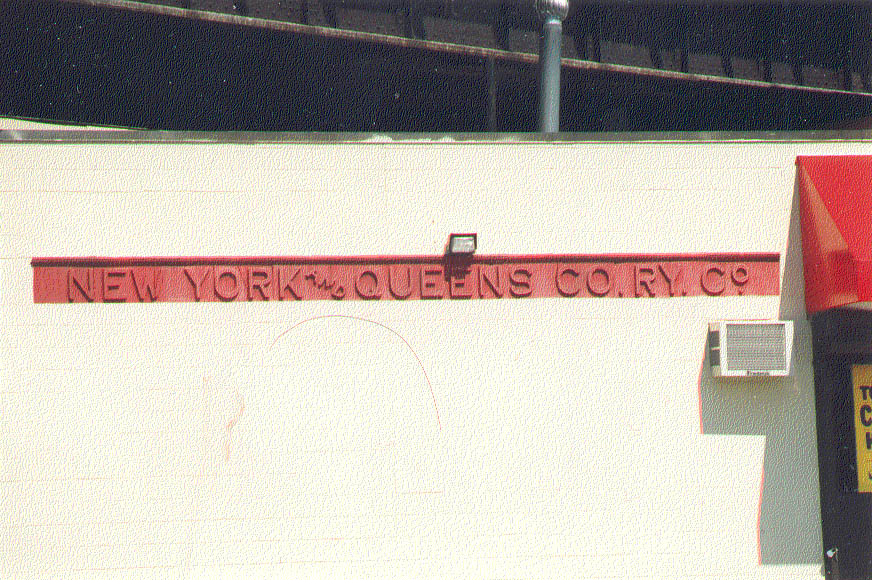 NEW YORK AND QUEENS CO. RY. Co